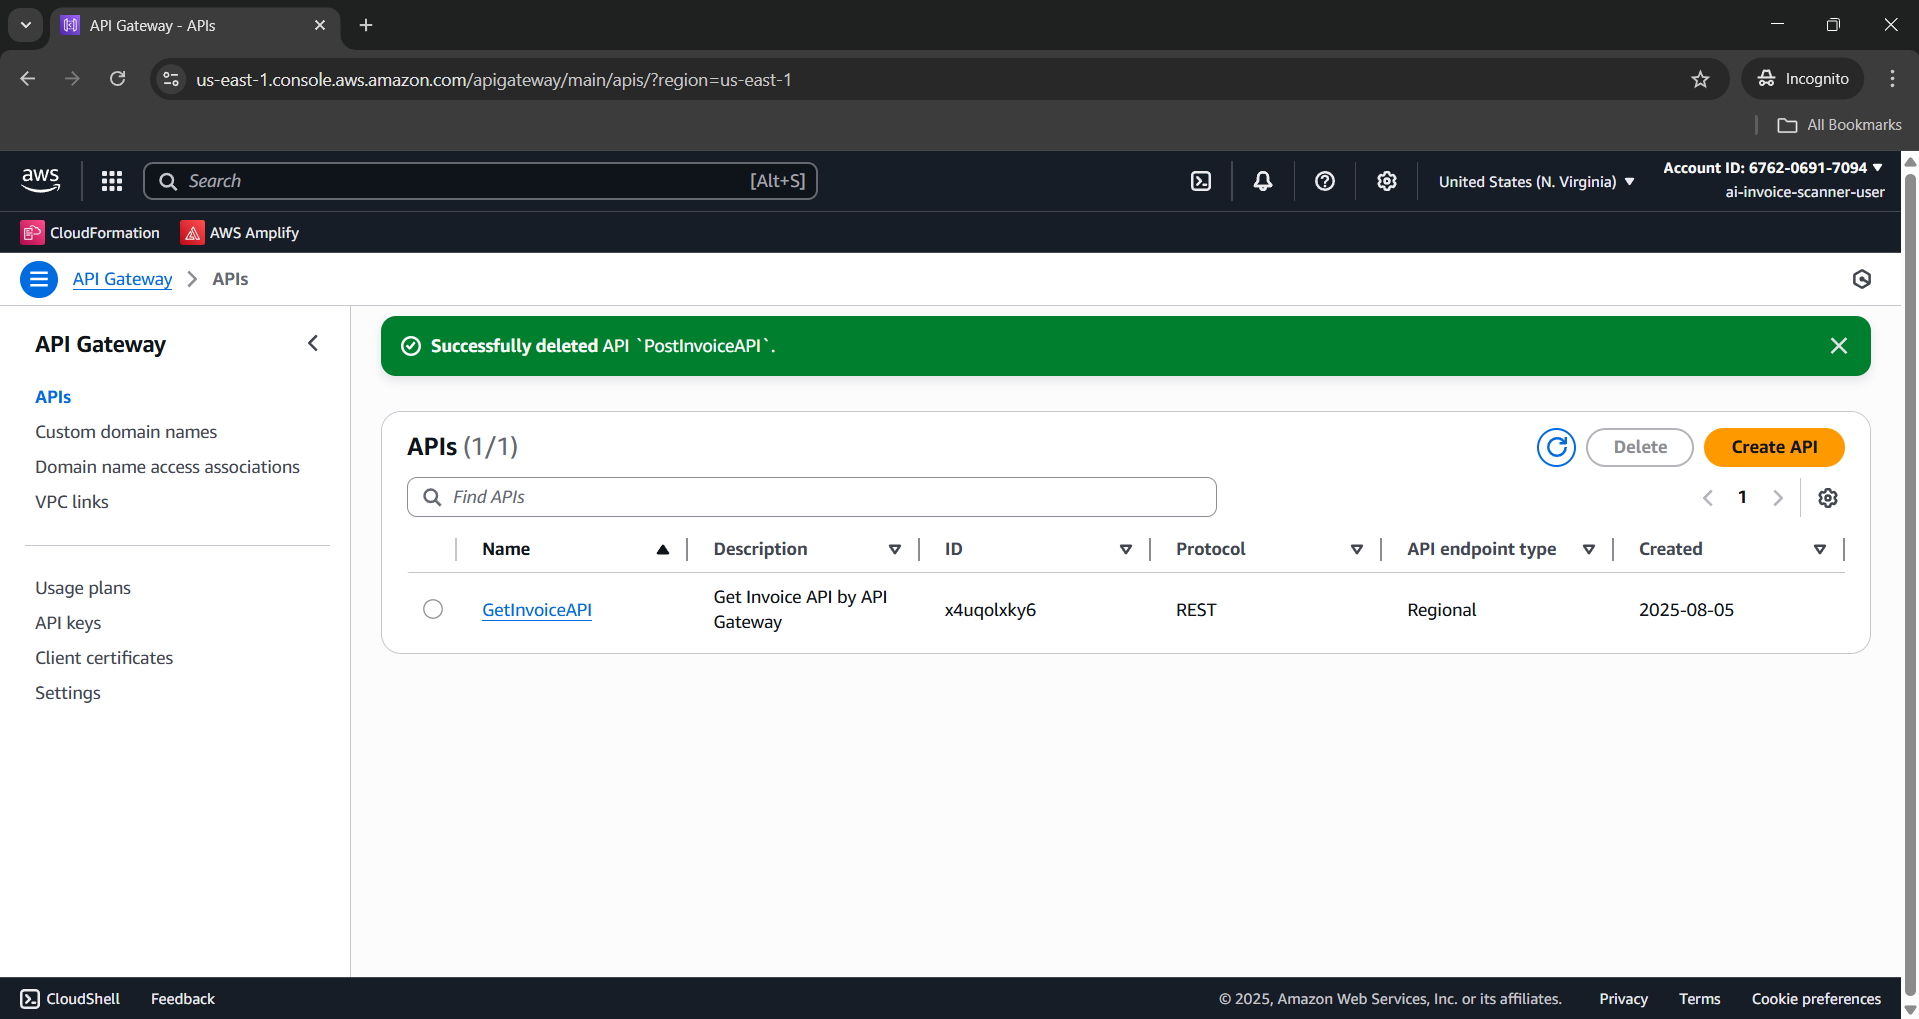 API Gateway - APIs
us-east-1.console.aws.amazon.com/apigateway/main/apis/?region=us-east-1
Incognito
All Bookmarks
aws
Search
[Alt+S]
United States (N. Virginia)
Account ID: 6762-0691-7094
ai-invoice-scanner-user
CloudFormation
AWS Amplify
API Gateway
APIs
API Gateway
APIs
Custom domain names
Domain name access associations
VPC links
Usage plans
API keys
Client certificates
Settings
Successfully deleted API `PostInvoiceAPI`.
APIs (1/1)
Delete
Create API
Find APIs
1
Name
Description
ID
Protocol
API endpoint type
Created
GetInvoiceAPI
Get Invoice API by API
Gateway
x4uqolxky6
REST
Regional
2025-08-05
CloudShell
Feedback
© 2025, Amazon Web Services, Inc. or its affiliates.
Privacy
Terms
Cookie preferences